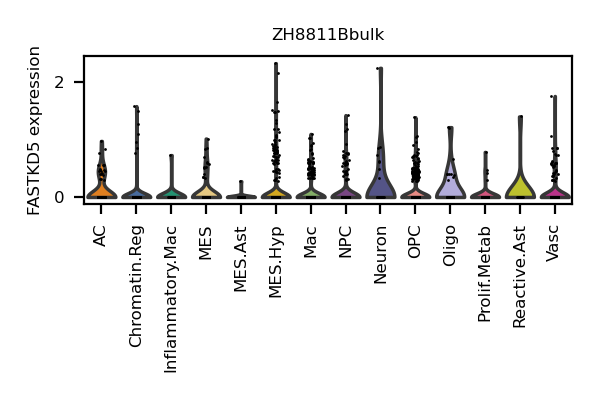 ZH8811Bbulk
FASTKD5 expression
2
0
AC
Chromatin.Reg
Inflammatory.Mac
MES
MES.Ast
MES.Hyp
Mac
NPC
Neuron
OPC
Oligo
Prolif.Metab
Reactive.Ast
Vasc